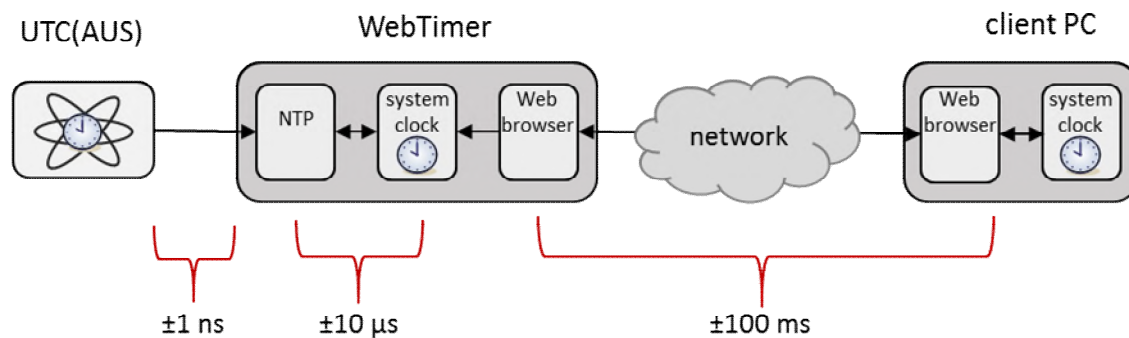 UTC(AUS)
WebTimer
client PC
NTP
system
clock
Web
browser
network
Web
browser
system
clock
±1 ns
±10 µs
±100 ms